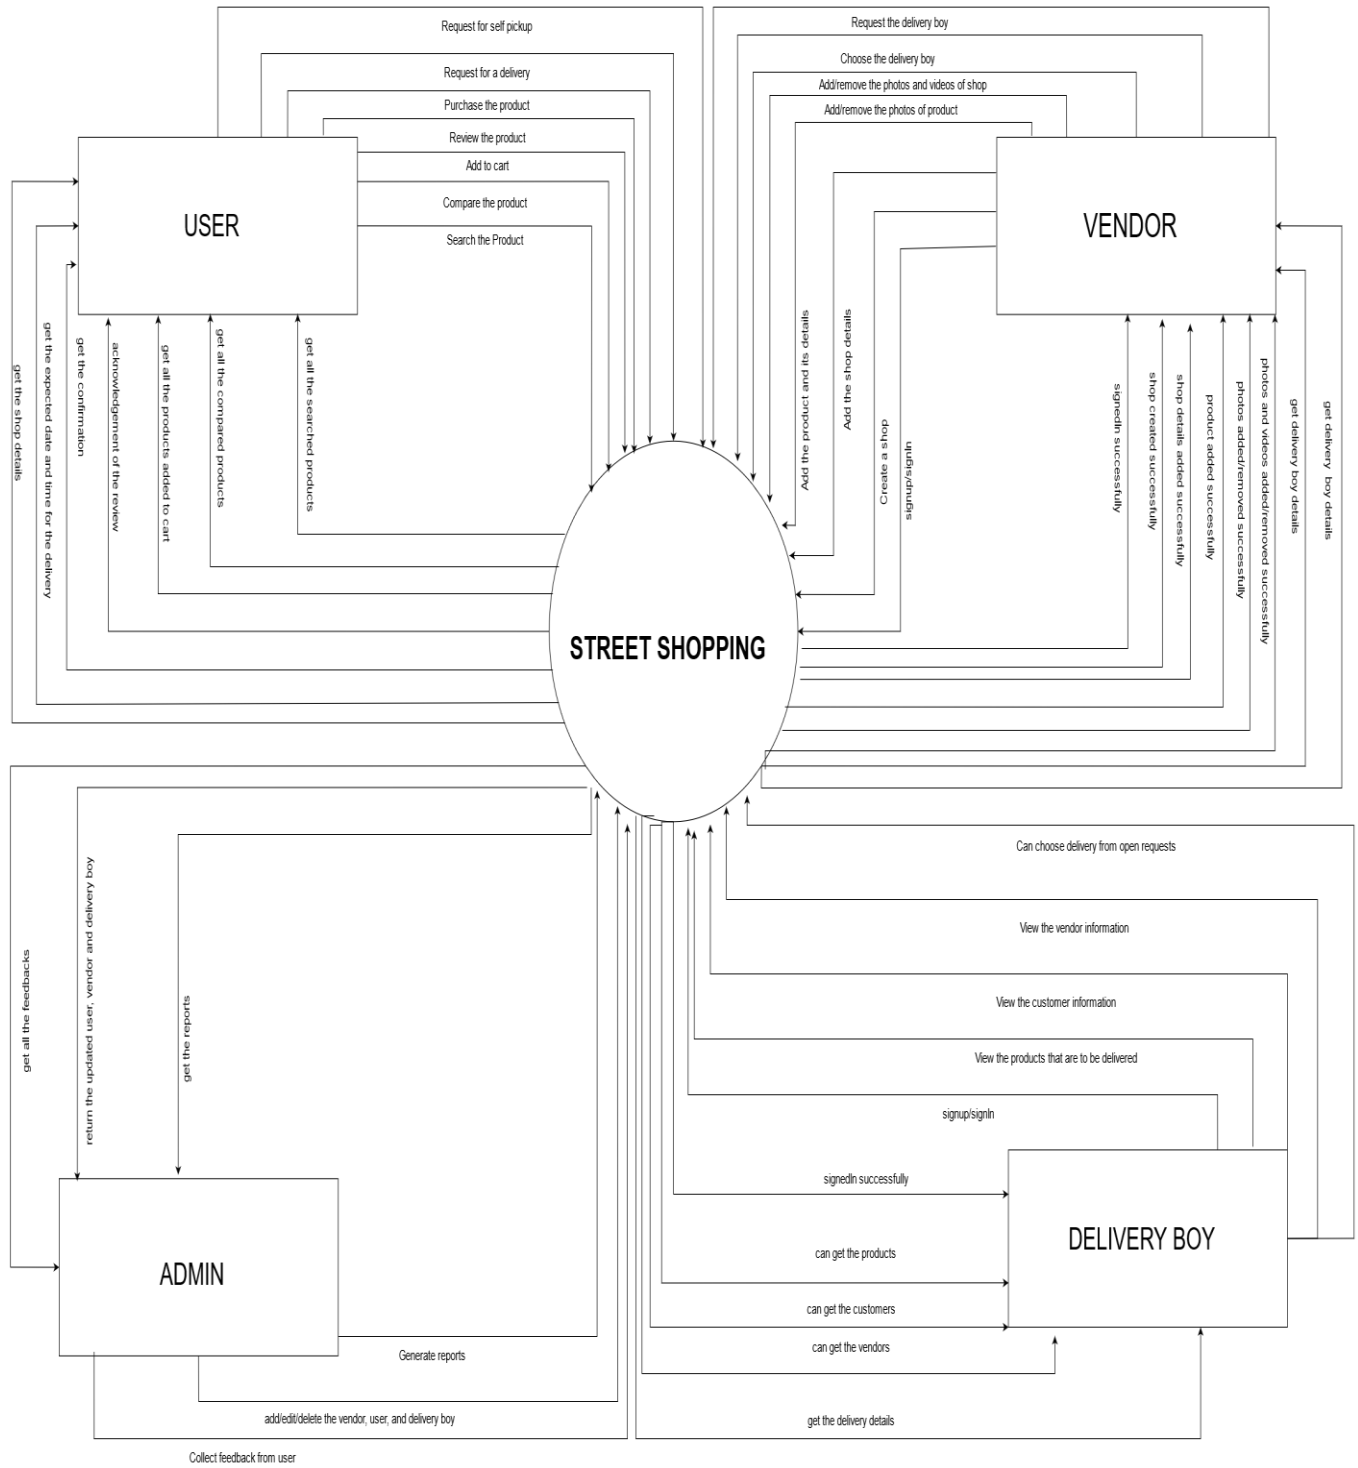 Request for self pickup
Request the delivery boy
Request for a delivery
Choose the delivery boy
Purchase the product
Add/remove the photos and videos of shop
Review the product
Add/remove the photos of product
Add to cart
Compare the product
Search the Product
USER
VENDOR
get the shop details
get the expected date and time for the delivery
get the confirmation
acknowledgement of the review
get all the products added to cart
get all the compared products
get all the searched products
Add the product and its details
Add the shop details
Create a shop
signup/signIn
signedIn successfully
shop created successfully
shop details added successfully
product added successfully
photos added/removed successfully
photos and videos added/removed successfully
get delivery boy details
get delivery boy details
STREET SHOPPING
get all the feedbacks
return the updated user, vendor and delivery boy
get the reports
Can choose delivery from open requests
View the vendor information
View the customer information
View the products that are to be delivered
signup/signIn
signedIn successfully
can get the products
can get the customers
can get the vendors
get the delivery details
DELIVERY BOY
ADMIN
Generate reports
add/edit/delete the vendor, user, and delivery boy
Collect feedback from user